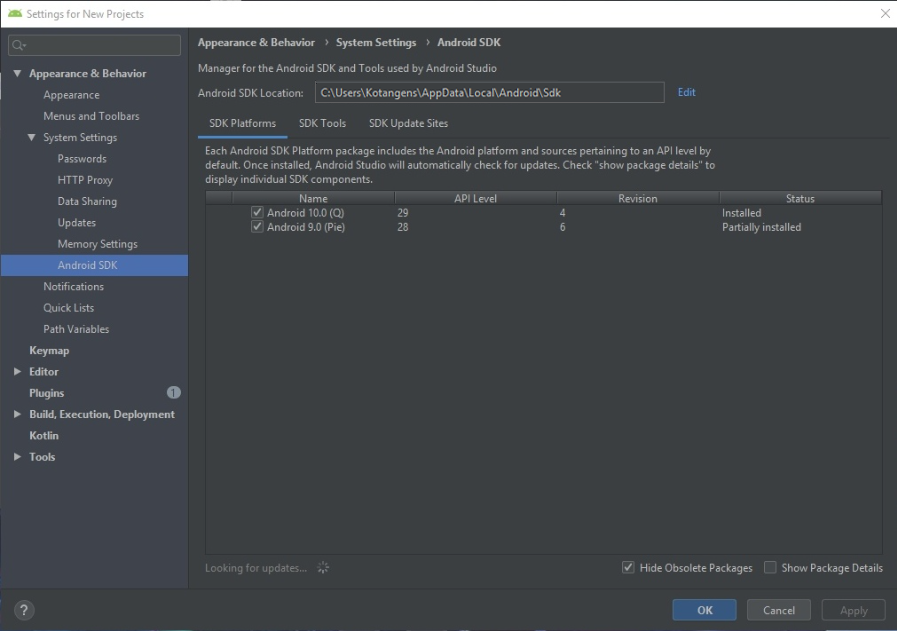 Settings for New Projects
Appearance & Behavior
Appearance
Menus and Toolbars
System Settings
Passwords
HTTP Proxy
Data Sharing
Updates
Memory Settings
Android SDK
Notifications
Quick Lists
Path Variables
Keymap
Editor
Plugins 1
Build, Execution, Deployment
Kotlin
Tools
Appearance & Behavior › System Settings › Android SDK
Manager for the Android SDK and Tools used by Android Studio
Android SDK Location: C:\Users\Kotangens\AppData\Local\Android\Sdk Edit
SDK Platforms SDK Tools SDK Update Sites
Each Android SDK Platform package includes the Android platform and sources pertaining to an API level by
default. Once installed, Android Studio will automatically check for updates. Check "show package details" to
display individual SDK components.
Name API Level Revision Status
Android 10.0 (Q) 29 4 Installed
Android 9.0 (Pie) 28 6 Partially installed
Looking for updates... Hide Obsolete Packages Show Package Details
? OK Cancel Apply